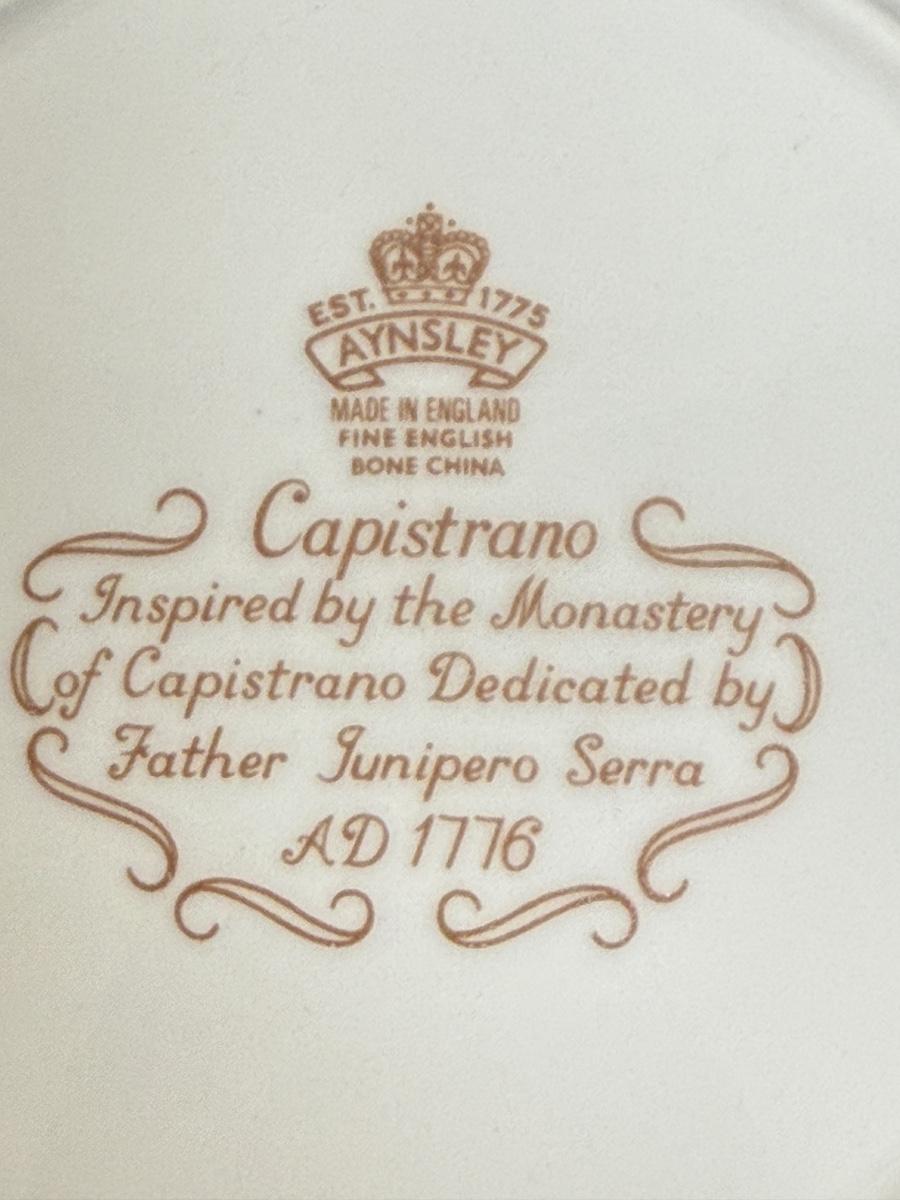 EST. 1775
AYNSLEY
MADE IN ENGLAND
FINE ENGLISH
BONE CHINA
Capistrano
Inspired by the Monastery
of Capistrano Dedicated by
Father Junipero Serra
AD 1776